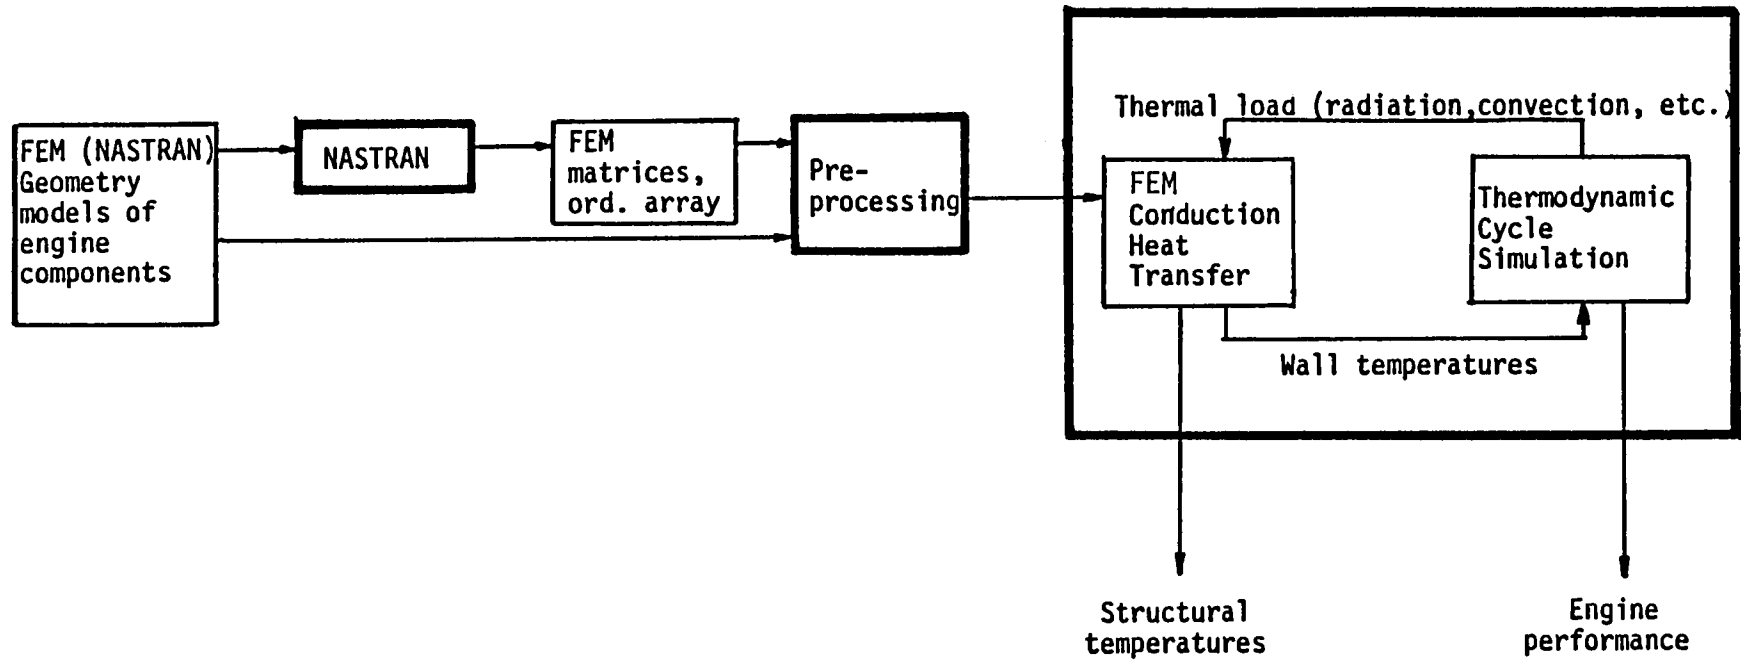 FEM (NASTRAN)
Geometry
models of
engine
components
NASTRAN
FEM
matrices,
ord. array
Pre-
processing
Thermal load (radiation,convection, etc.)
FEM
Conduction
Heat
Transfer
Thermodynamic
Cycle
Simulation
Wall temperatures
Structural
temperatures
Engine
performance